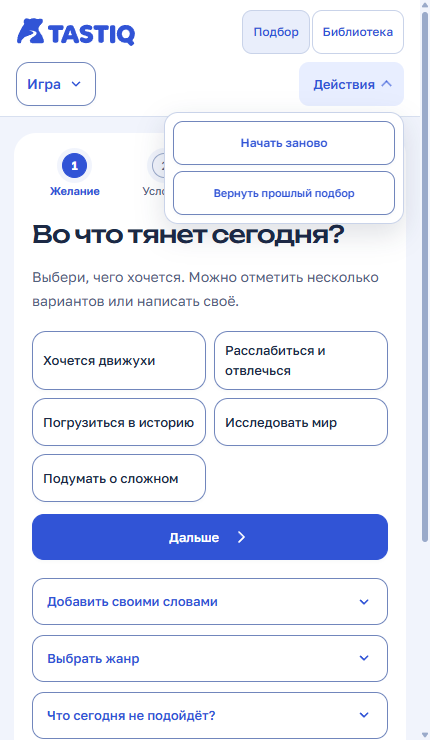 TASTIQ
Подбор
Библиотека
Игра
Действия
Начать заново
Вернуть прошлый подбор
1
Желание
Во что тянет сегодня?
Выбери, чего хочется. Можно отметить несколько
вариантов или написать своё.
Хочется движухи
Расслабиться и
отвлечься
Погрузиться в историю
Исследовать мир
Подумать о сложном
Дальше
Добавить своими словами
Выбрать жанр
Что сегодня не подойдёт?